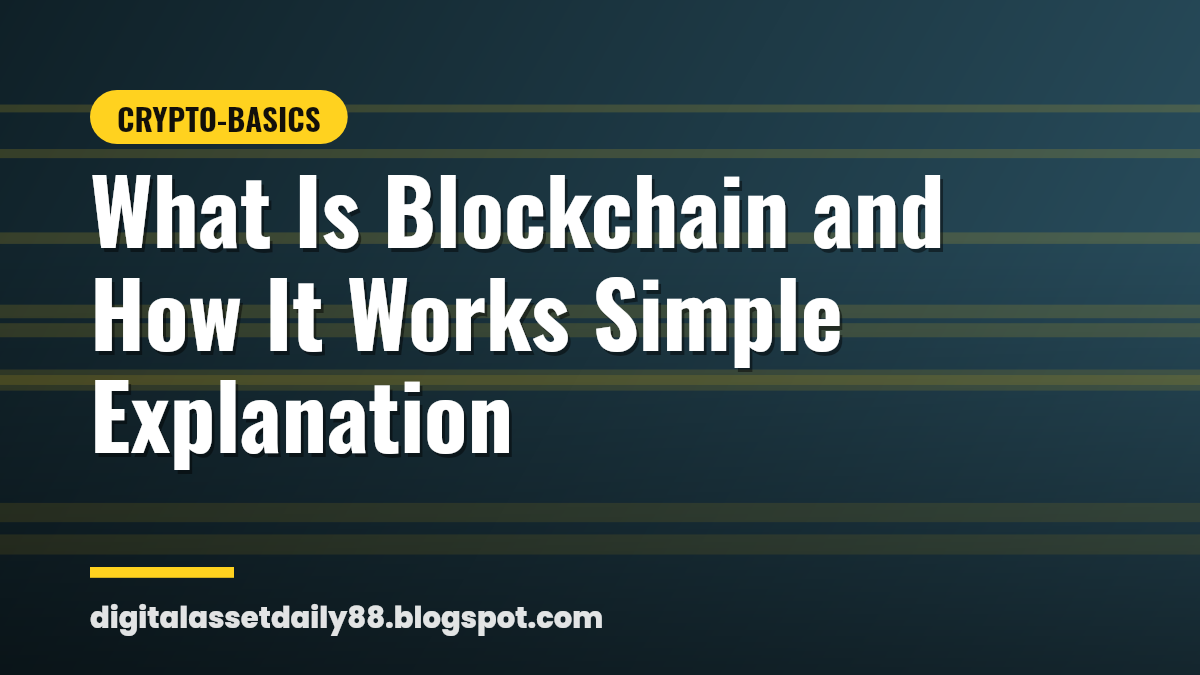 CRYPTO-BASICS
What Is Blockchain and
How It Works Simple
Explanation
digitalassetdaily88.blogspot.com